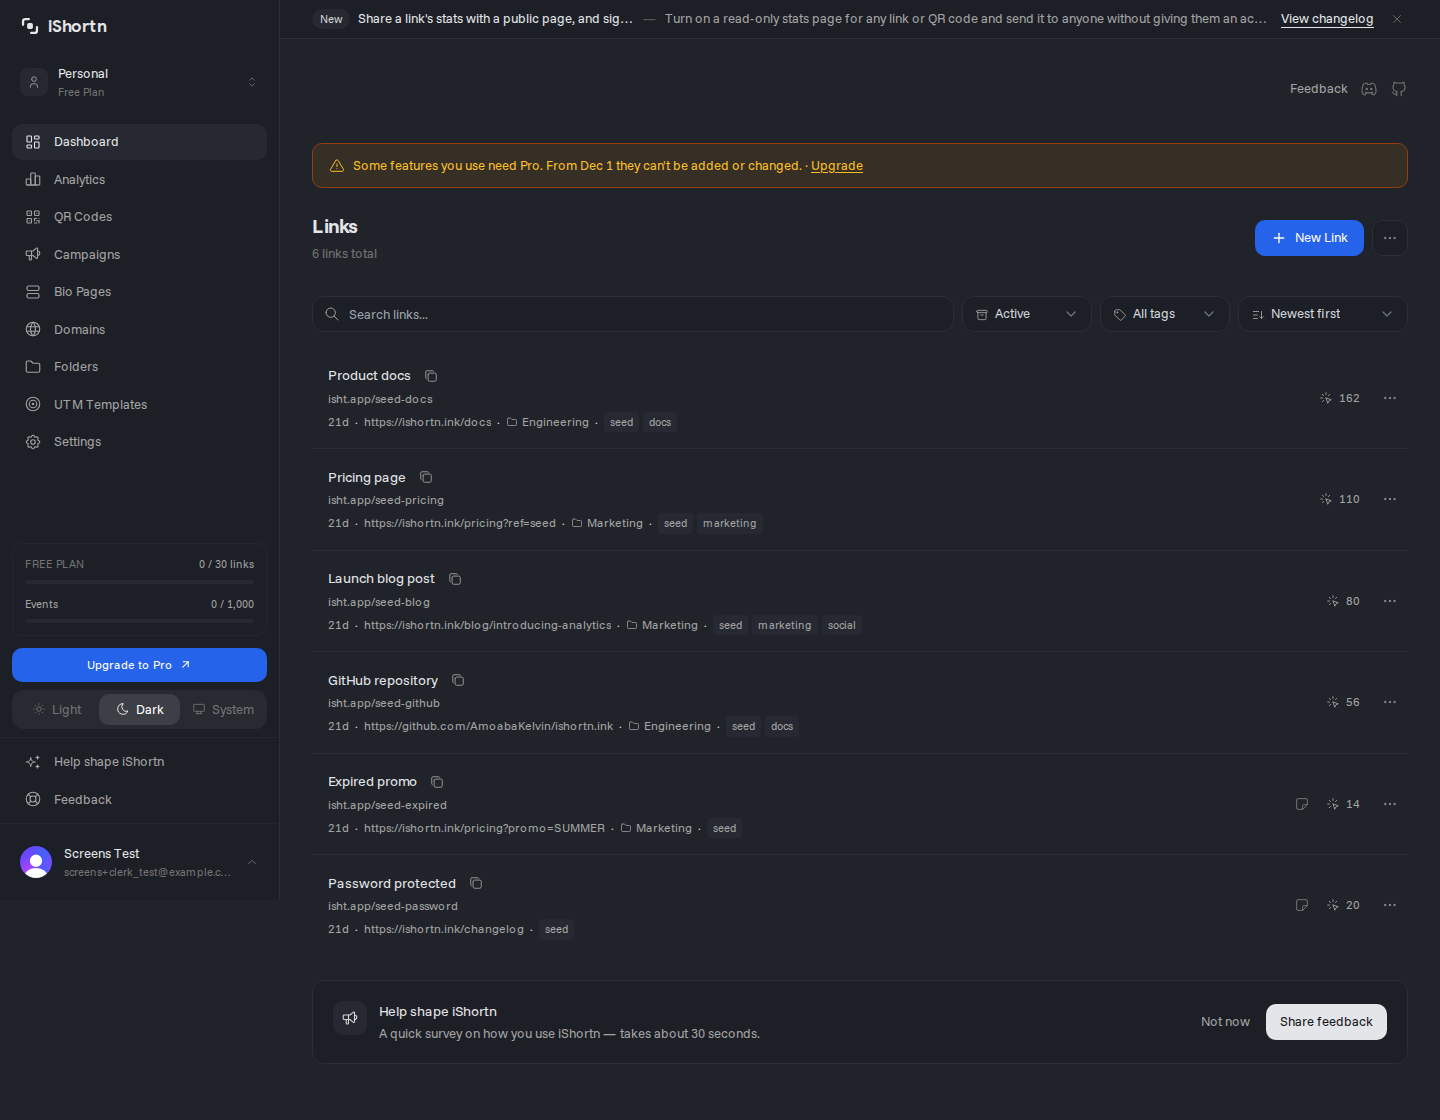 iShortn
Personal
Free Plan
Dashboard
Analytics
QR Codes
Campaigns
Bio Pages
Domains
Folders
UTM Templates
Settings
FREE PLAN 0 / 30 links
Events 0 / 1,000
Upgrade to Pro
Light Dark System
Help shape iShortn
Feedback
Screens Test
screens+clerk_test@example.c...
New Share a link's stats with a public page, and sig... — Turn on a read-only stats page for any link or QR code and send it to anyone without giving them an ac... View changelog
Feedback
Some features you use need Pro. From Dec 1 they can't be added or changed. · Upgrade
Links
6 links total
New Link
Search links...
Active
All tags
Newest first
Product docs
isht.app/seed-docs
21d · https://ishortn.ink/docs · Engineering · seed docs
162
Pricing page
isht.app/seed-pricing
21d · https://ishortn.ink/pricing?ref=seed · Marketing · seed marketing
110
Launch blog post
isht.app/seed-blog
21d · https://ishortn.ink/blog/introducing-analytics · Marketing · seed marketing social
80
GitHub repository
isht.app/seed-github
21d · https://github.com/AmoabaKelvin/ishortn.ink · Engineering · seed docs
56
Expired promo
isht.app/seed-expired
21d · https://ishortn.ink/pricing?promo=SUMMER · Marketing · seed
14
Password protected
isht.app/seed-password
21d · https://ishortn.ink/changelog · seed
20
Help shape iShortn
A quick survey on how you use iShortn — takes about 30 seconds.
Not now
Share feedback